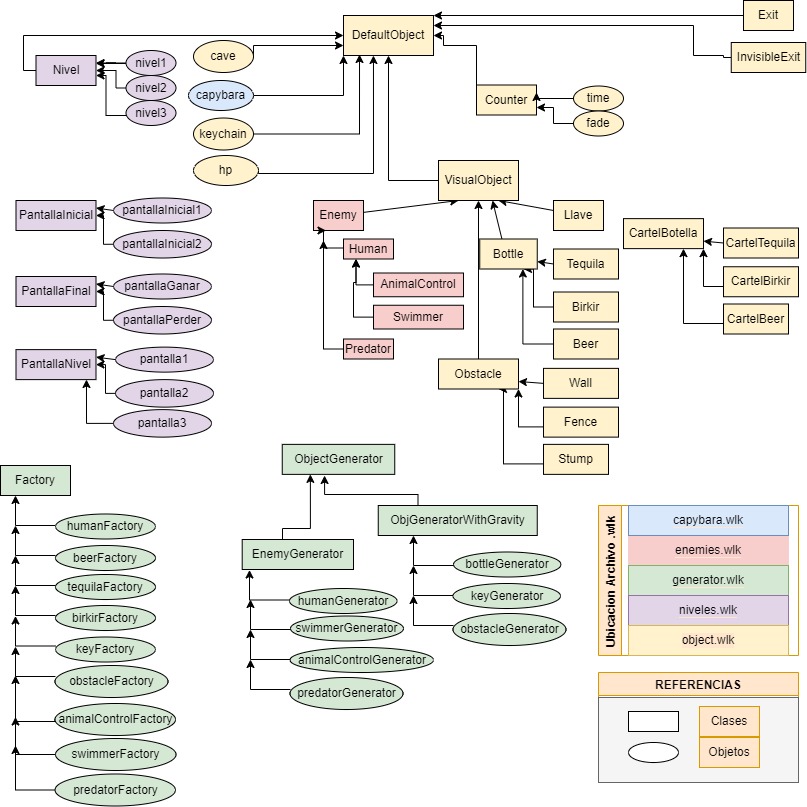 Exit
DefaultObject
InvisibleExit
cave
Nivel
nivel1
nivel2
nivel3
capybara
Counter
time
fade
keychain
hp
VisualObject
PantallaInicial
pantallaInicial1
pantallaInicial2
Enemy
Llave
Human
Bottle
Tequila
CartelBotella
CartelTequila
CartelBirkir
CartelBeer
PantallaFinal
pantallaGanar
pantallaPerder
AnimalControl
Swimmer
Birkir
Beer
Predator
PantallaNivel
pantalla1
pantalla2
pantalla3
Obstacle
Wall
Fence
Stump
Factory
humanFactory
beerFactory
tequilaFactory
birkirFactory
keyFactory
obstacleFactory
animalControlFactory
swimmerFactory
predatorFactory
ObjectGenerator
ObjGeneratorWithGravity
EnemyGenerator
bottleGenerator
keyGenerator
obstacleGenerator
humanGenerator
swimmerGenerator
animalControlGenerator
predatorGenerator
Ubicacion Archivo .wlk
capybara.wlk
enemies.wlk
generator.wlk
niveles.wlk
object.wlk
REFERENCIAS
Clases
Objetos